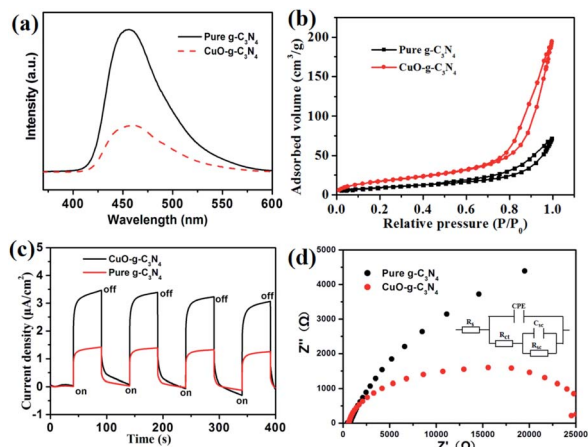 (a)
Pure g-C₃N₄
CuO-g-C₃N₄
Intensity (a.u.)
400 450 500 550 600
Wavelength (nm)
(b)
Pure g-C₃N₄
CuO-g-C₃N₄
Adsorbed volume (cm³/g)
200
150
100
50
0
0.0 0.2 0.4 0.6 0.8 1.0
Relative pressure (P/P₀)
(c)
CuO-g-C₃N₄
Pure g-C₃N₄
Current density (μA/cm²)
5
4
3
2
1
0
-1
off off off off
on on on on
0 100 200 300 400
Time (s)
(d)
Pure g-C₃N₄
CuO-g-C₃N₄
Z'' (Ω)
5000
4000
3000
2000
1000
0
CPE
Rs
Csc
Rct
Rsc
0 5000 10000 15000 20000 25000
Z' (Ω)